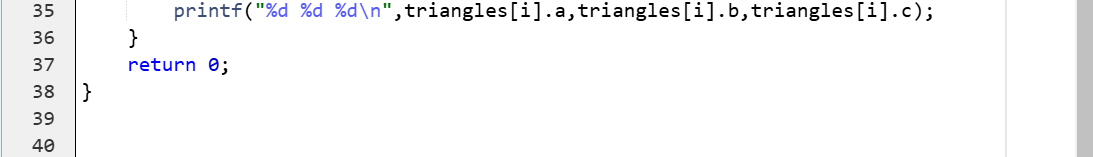 35 printf("%d %d %d\n",triangles[i].a,triangles[i].b,triangles[i].c);
36 }
37 return 0;
38 }
39
40